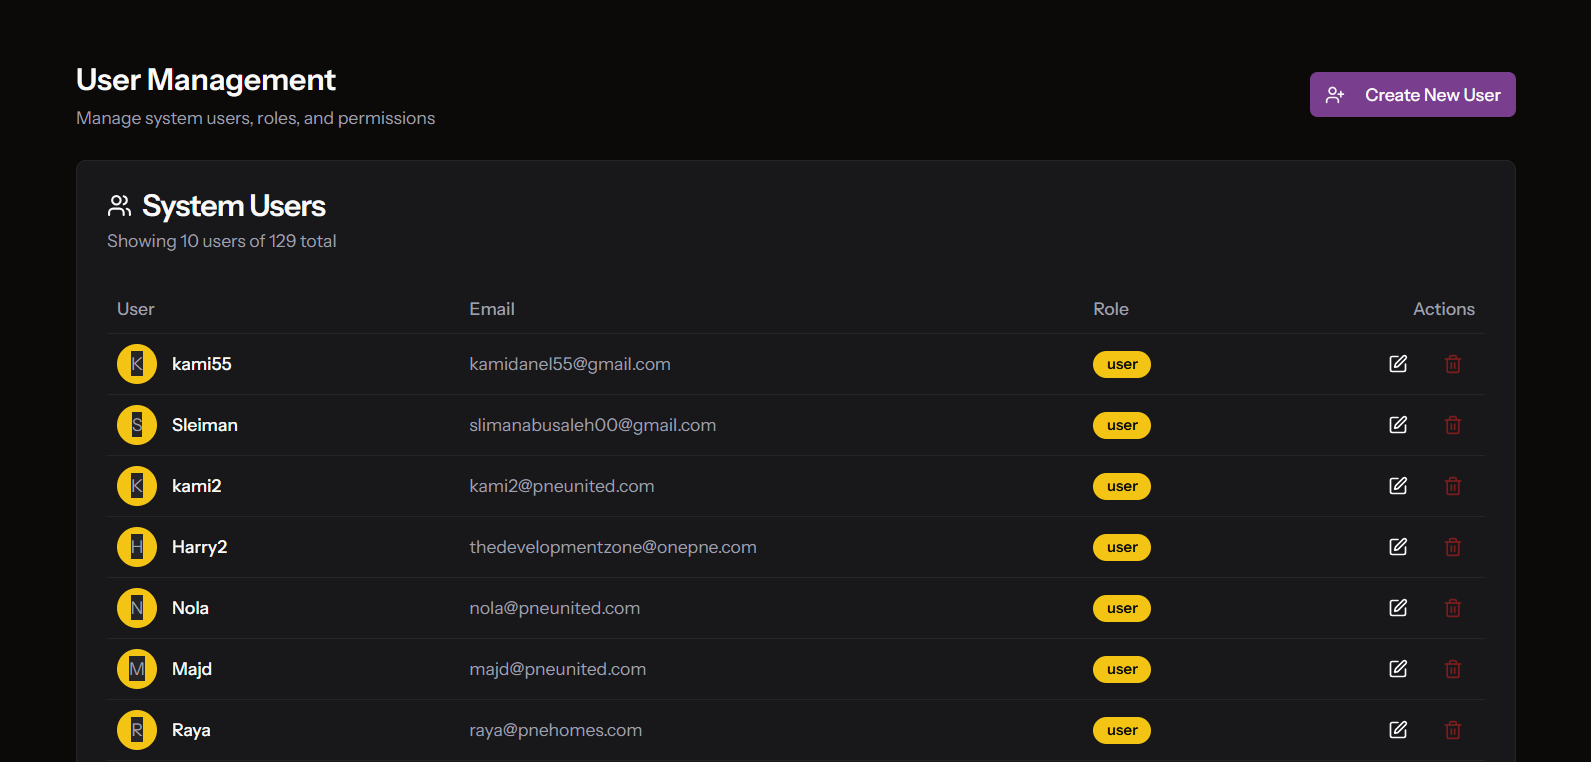 User Management
Manage system users, roles, and permissions
Create New User
System Users
Showing 10 users of 129 total
User Email Role Actions
K kami55 kamidanel55@gmail.com user
S Sleiman slimanabusaleh00@gmail.com user
K kami2 kami2@pneunited.com user
H Harry2 thedevelopmentzone@onepne.com user
N Nola nola@pneunited.com user
M Majd majd@pneunited.com user
R Raya raya@pnehomes.com user